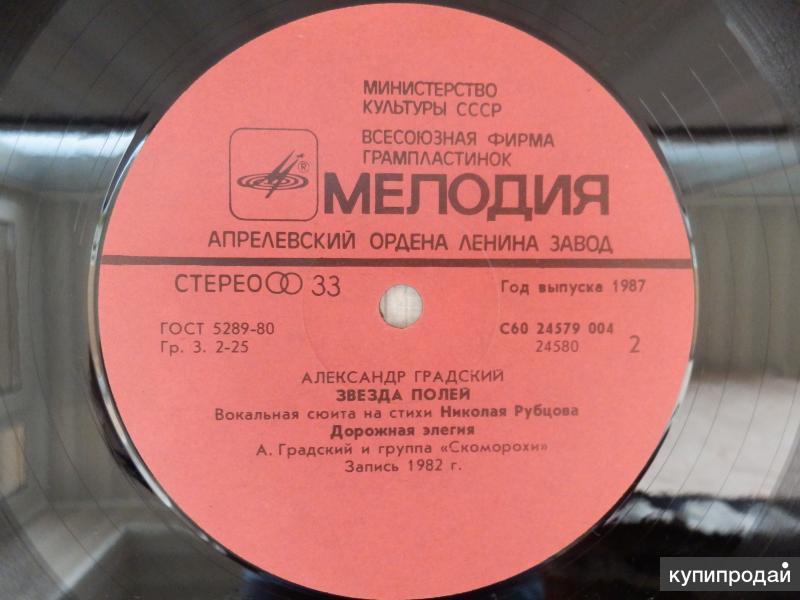 МИНИСТЕРСТВО
КУЛЬТУРЫ СССР
ВСЕСОЮЗНАЯ ФИРМА
ГРАМПЛАСТИНОК
®
МЕЛОДИЯ
АПРЕЛЕВСКИЙ ОРДЕНА ЛЕНИНА ЗАВОД
СТЕРЕО 33
Год выпуска 1987
ГОСТ 5289-80
Гр. 3. 2-25
С60 24579 004
24580 2
АЛЕКСАНДР ГРАДСКИЙ
ЗВЕЗДА ПОЛЕЙ
Вокальная сюита на стихи Николая Рубцова
Дорожная элегия
А. Градский и группа «Скоморохи»
Запись 1982 г.
купипродай